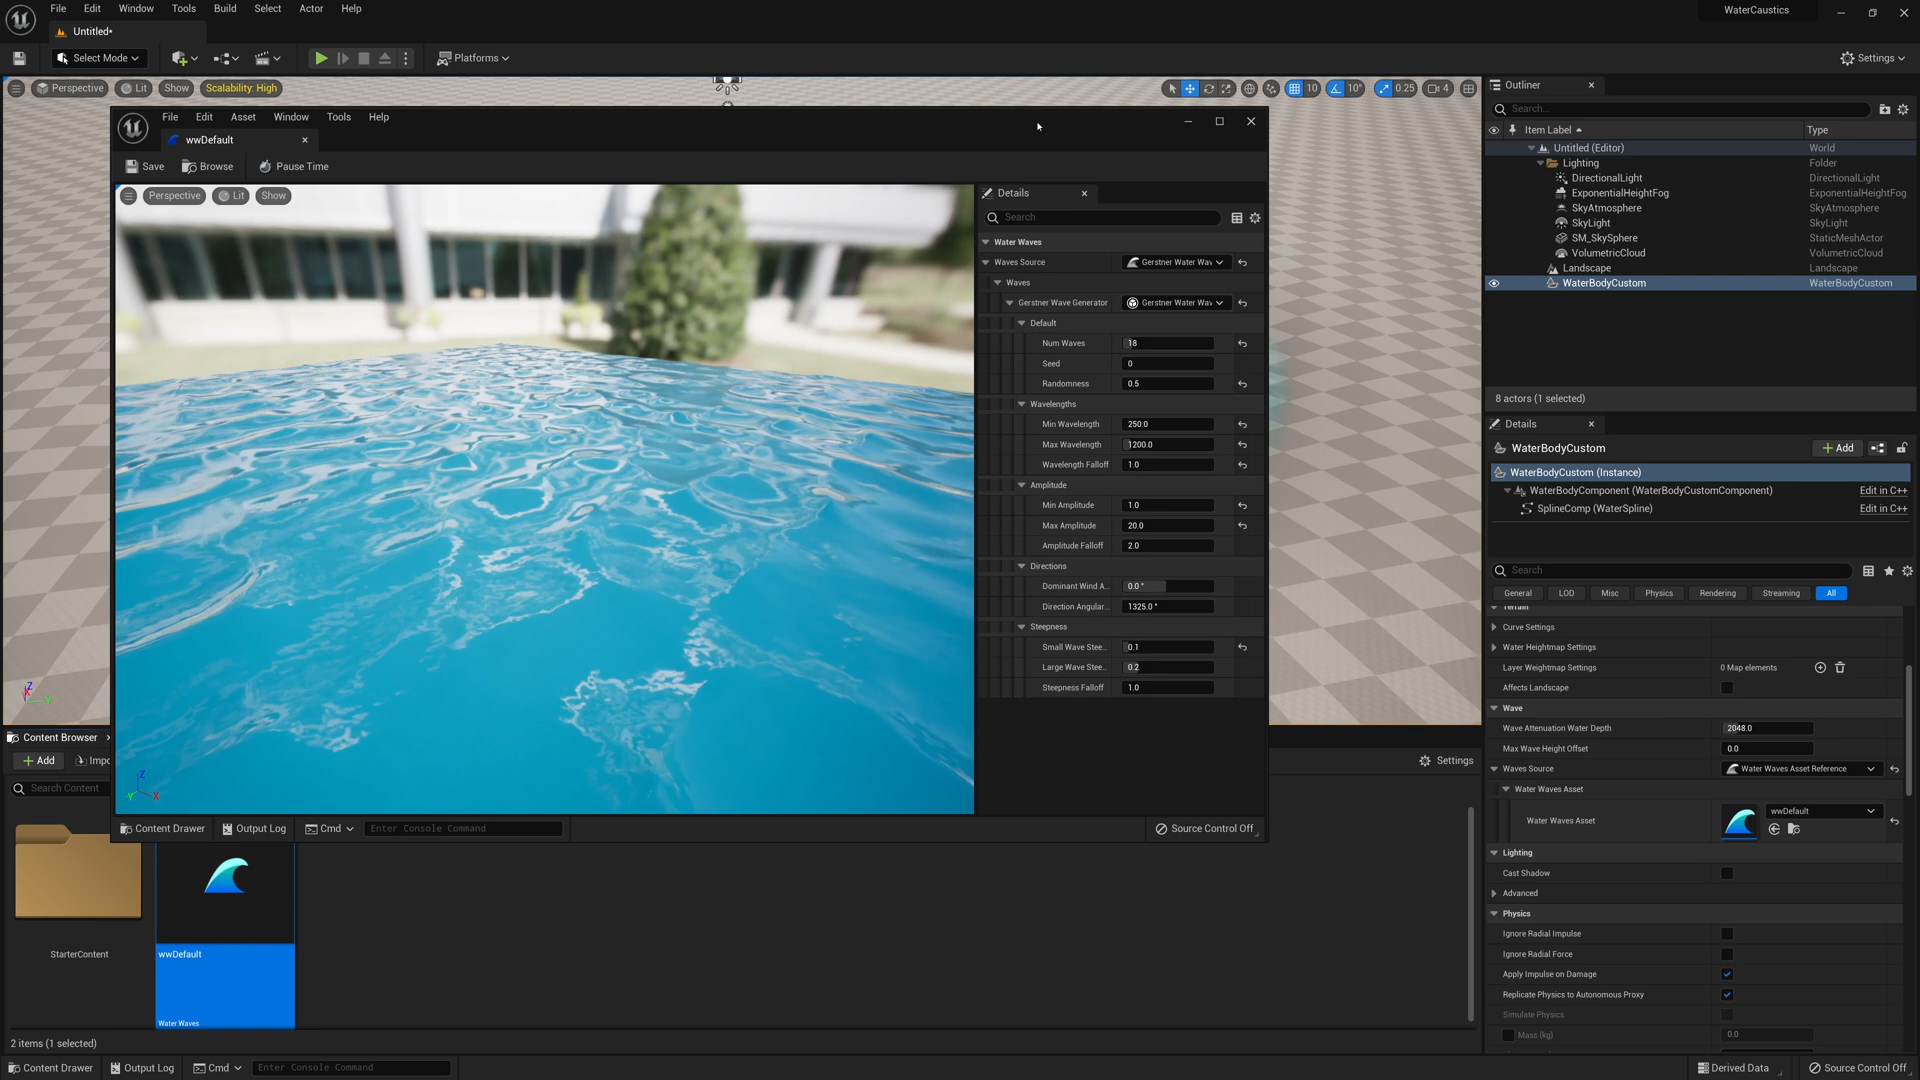 File Edit Window Tools Build Select Actor Help
WaterCaustics
Untitled*
Select Mode
Platforms
Settings
Perspective Lit Show Scalability: High
10 10° 0.25 4
File Edit Asset Window Tools Help
wwDefault
Save Browse Pause Time
Perspective Lit Show
Details
Search
Water Waves
Waves Source Gerstner Water Wav
Waves
Gerstner Wave Generator Gerstner Water Wav
Default
Num Waves 18
Seed 0
Randomness 0.5
Wavelengths
Min Wavelength 250.0
Max Wavelength 1200.0
Wavelength Falloff 1.0
Amplitude
Min Amplitude 1.0
Max Amplitude 20.0
Amplitude Falloff 2.0
Directions
Dominant Wind A... 0.0 °
Direction Angular... 1325.0 °
Steepness
Small Wave Stee... 0.1
Large Wave Stee... 0.2
Steepness Falloff 1.0
Z
Y X
Content Drawer Output Log Cmd Enter Console Command
Source Control Off
Outliner
Search...
Item Label Type
Untitled (Editor) World
Lighting Folder
DirectionalLight DirectionalLight
ExponentialHeightFog ExponentialHeightFog
SkyAtmosphere SkyAtmosphere
SkyLight SkyLight
SM_SkySphere StaticMeshActor
VolumetricCloud VolumetricCloud
Landscape Landscape
WaterBodyCustom WaterBodyCustom
8 actors (1 selected)
Details
WaterBodyCustom
Add
WaterBodyCustom (Instance)
WaterBodyComponent (WaterBodyCustomComponent) Edit in C++
SplineComp (WaterSpline) Edit in C++
Search
General LOD Misc Physics Rendering Streaming All
Terrain
Curve Settings
Water Heightmap Settings
Layer Weightmap Settings 0 Map elements
Affects Landscape
Wave
Wave Attenuation Water Depth 2048.0
Max Wave Height Offset 0.0
Waves Source Water Waves Asset Reference
Water Waves Asset
Water Waves Asset wwDefault
Lighting
Cast Shadow
Advanced
Physics
Ignore Radial Impulse
Ignore Radial Force
Apply Impulse on Damage
Replicate Physics to Autonomous Proxy
Simulate Physics
Mass (kg) 0.0
Content Browser
Add Impo
Settings
Search Content
StarterContent
wwDefault
Water Waves
2 items (1 selected)
Content Drawer Output Log Cmd Enter Console Command
Derived Data Source Control Off